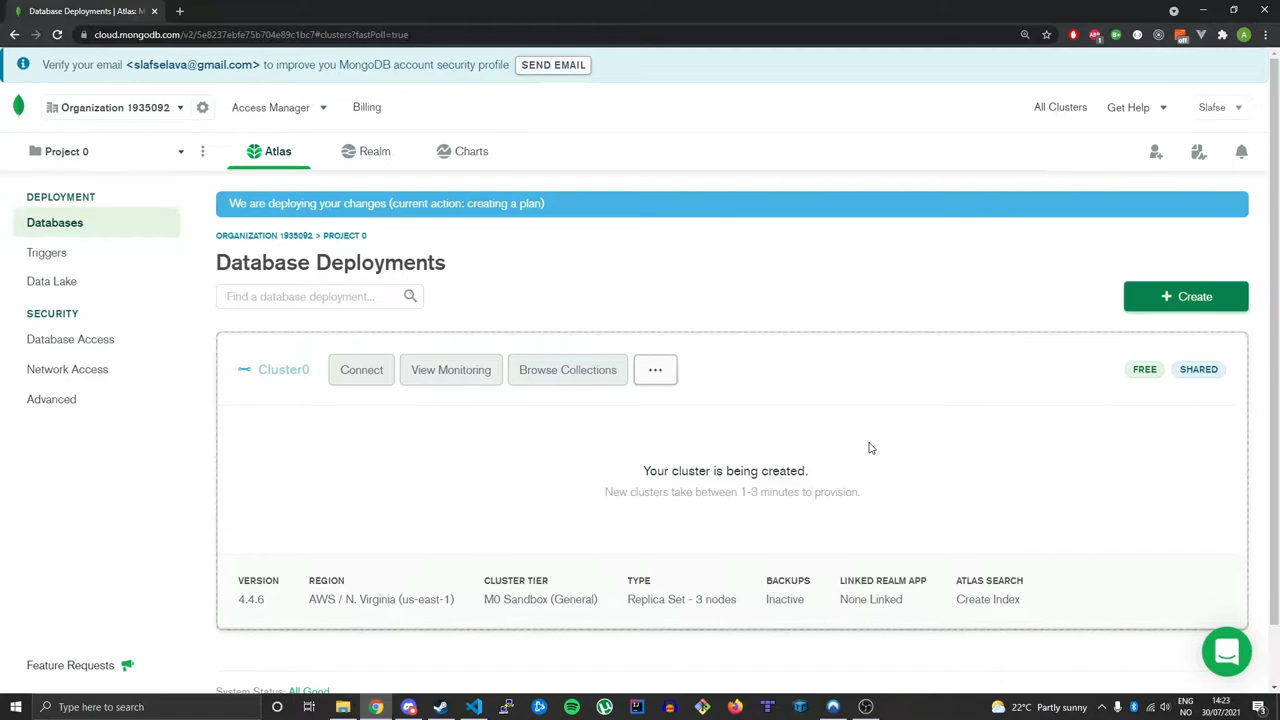 Database Deployments | Atlas: M
cloud.mongodb.com/v2/5e8237ebfe75b704e89c1bc7#clusters?fastPoll=true
Verify your email <slafselava@gmail.com> to improve you MongoDB account security profile SEND EMAIL
Organization 1935092 Access Manager Billing All Clusters Get Help Slafse
Project 0 Atlas Realm Charts
DEPLOYMENT
Databases
Triggers
Data Lake
SECURITY
Database Access
Network Access
Advanced
Feature Requests
We are deploying your changes (current action: creating a plan)
ORGANIZATION 1935092 > PROJECT 0
Database Deployments
Find a database deployment...
+ Create
Cluster0 Connect View Monitoring Browse Collections ... FREE SHARED
Your cluster is being created.
New clusters take between 1-3 minutes to provision.
VERSION REGION CLUSTER TIER TYPE BACKUPS LINKED REALM APP ATLAS SEARCH
4.4.6 AWS / N. Virginia (us-east-1) M0 Sandbox (General) Replica Set - 3 nodes Inactive None Linked Create Index
System Status: All Good
Type here to search 22°C Partly sunny ENG 14:23
NO 30/07/2021